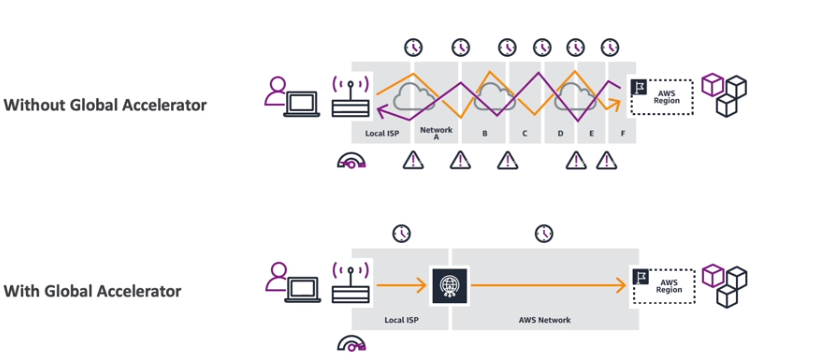 Without Global Accelerator
AWS
Region
Local ISP
Network
A
B
C
D
E
F
With Global Accelerator
AWS
Region
Local ISP
AWS Network